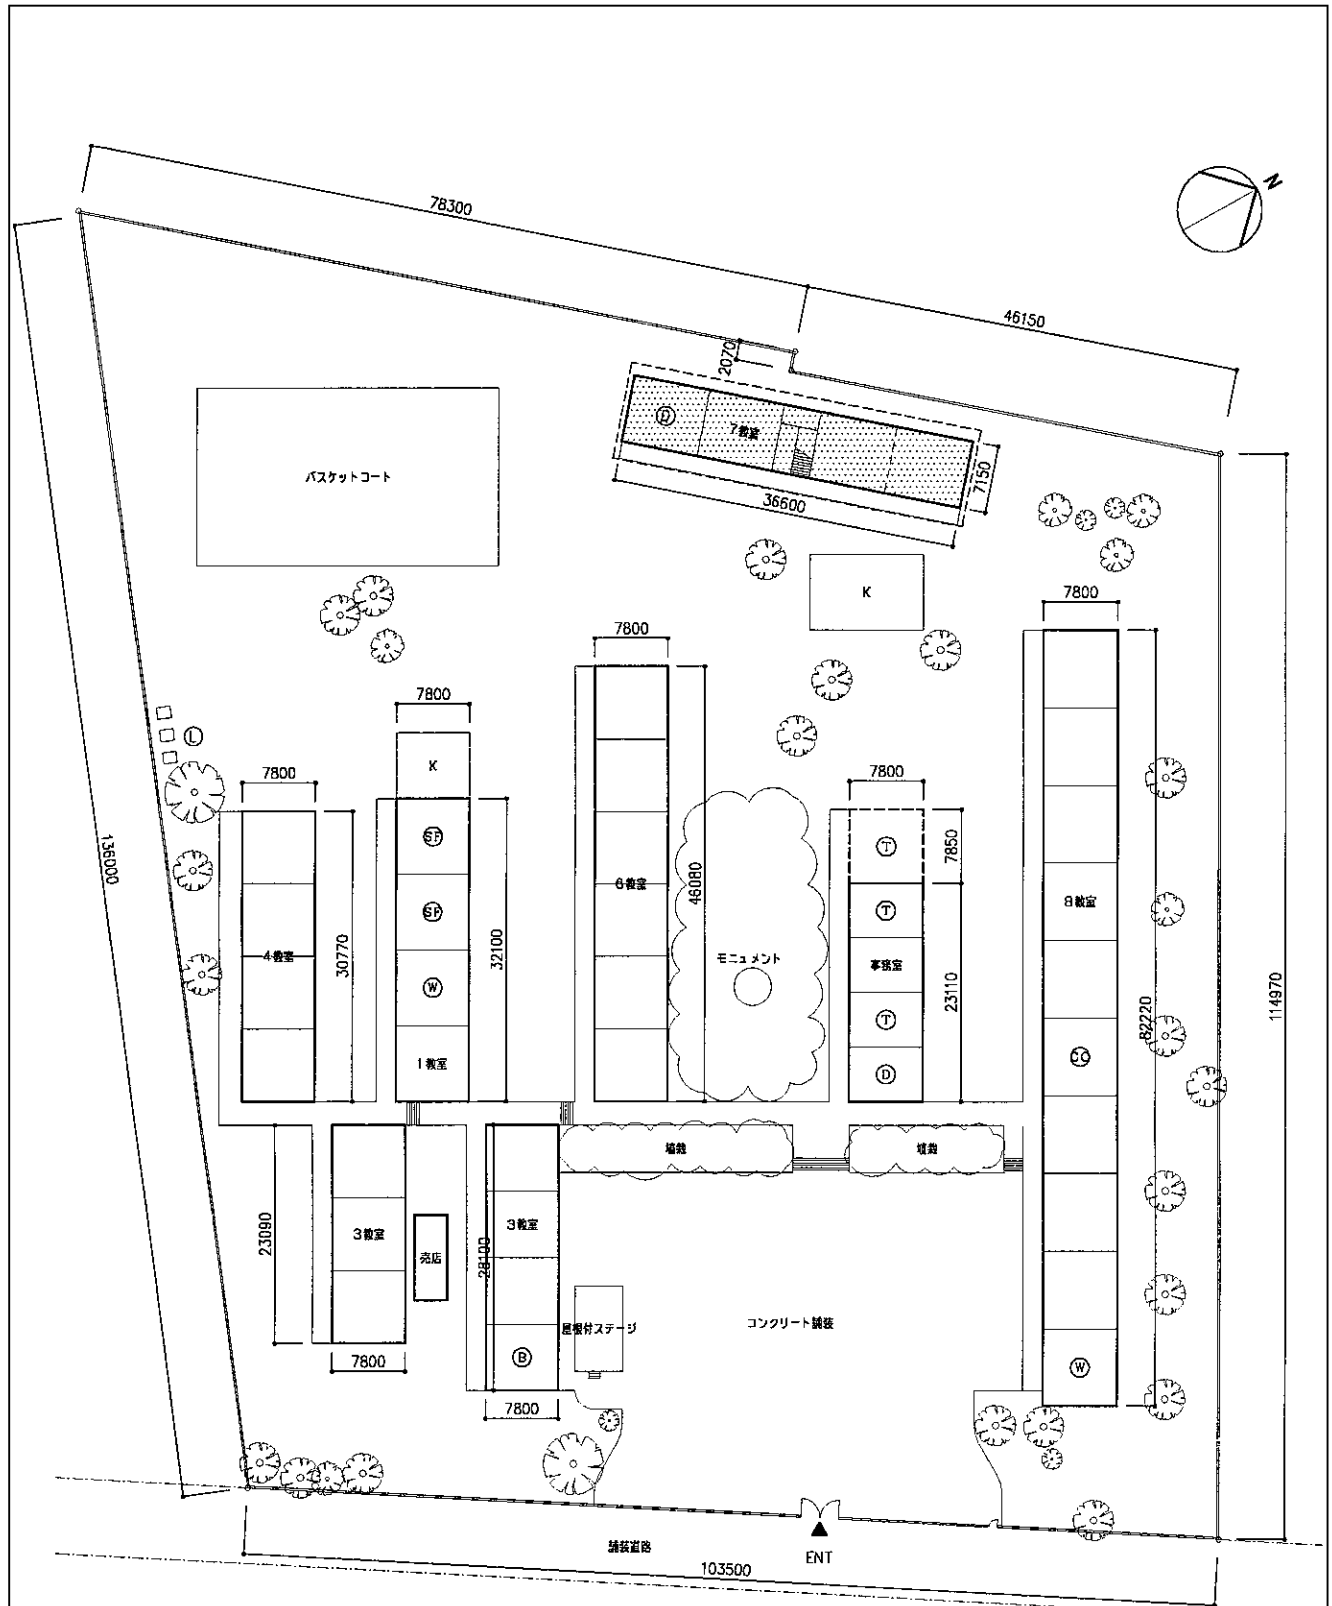 N
78300
46150
2070
D
7教室
7150
36600
バスケットコート
K
7800
7800
7800
L
K
7800
7800
136000
SF
T
7850
SF
6教室
46080
T
8教室
4教室
30770
32100
モニュメント
事務室
W
23110
114970
82220
T
CO
1教室
D
植栽
植栽
23090
3教室
3教室
28100
売店
屋根付ステージ
コンクリート舗装
B
W
7800
7800
舗装道路
ENT
103500